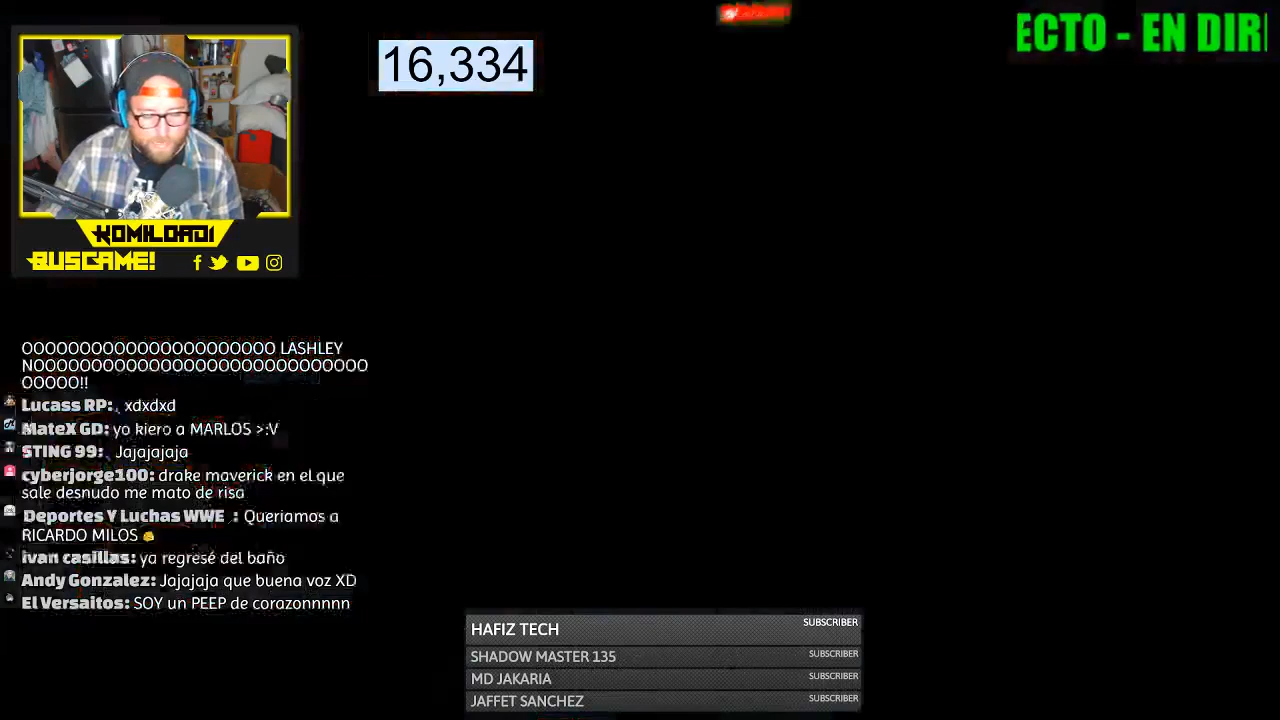 ECTO - EN DIR
16,334
KOMILORDI
BUSCAME!
OOOOOOOOOOOOOOOOOOOOOO LASHLEY
NOOOOOOOOOOOOOOOOOOOOOOOOOOOOO
OOOOO!!
Lucass RP: xdxdxd
MateX GD: yo kiero a MARLOS >:V
STING 99: Jajajajaja
cyberjorge100: drake maverick en el que
sale desnudo me mato de risa
Deportes Y Luchas WWE : Queriamos a
RICARDO MILOS
ivan casillas: ya regresé del baño
Andy Gonzalez: Jajajaja que buena voz XD
El Versaitos: SOY un PEEP de corazonnnnn
HAFIZ TECH SUBSCRIBER
SHADOW MASTER 135 SUBSCRIBER
MD JAKARIA SUBSCRIBER
JAFFET SANCHEZ SUBSCRIBER